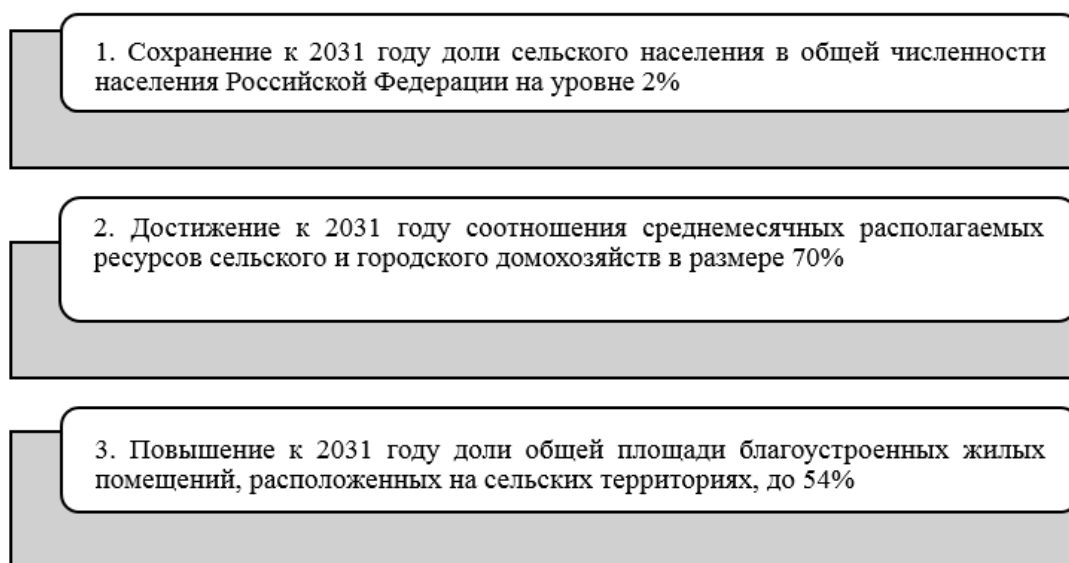 1. Сохранение к 2031 году доли сельского населения в общей численности
населения Российской Федерации на уровне 2%
2. Достижение к 2031 году соотношения среднемесячных располагаемых
ресурсов сельского и городского домохозяйств в размере 70%
3. Повышение к 2031 году доли общей площади благоустроенных жилых
помещений, расположенных на сельских территориях, до 54%